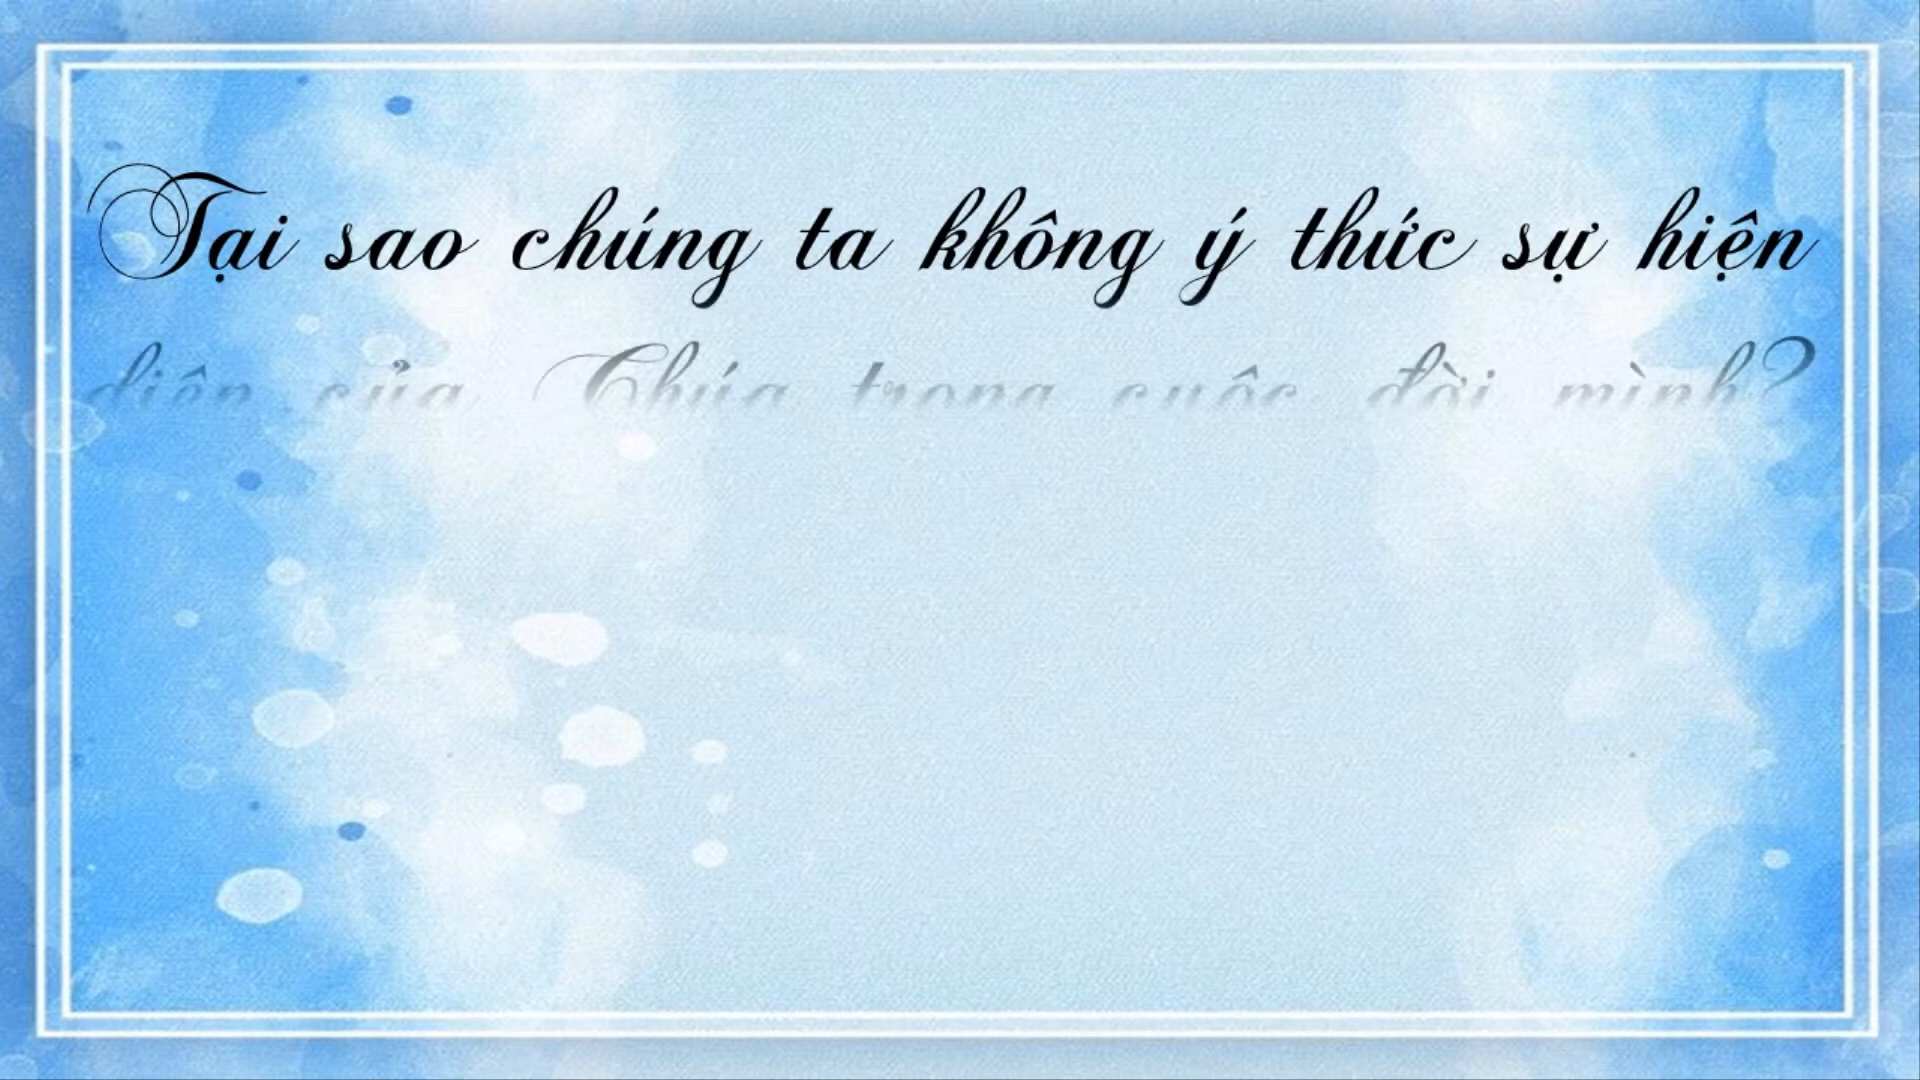 Tại sao chúng ta không ý thức sự hiện
diện của Chúa trong cuộc đời mình?